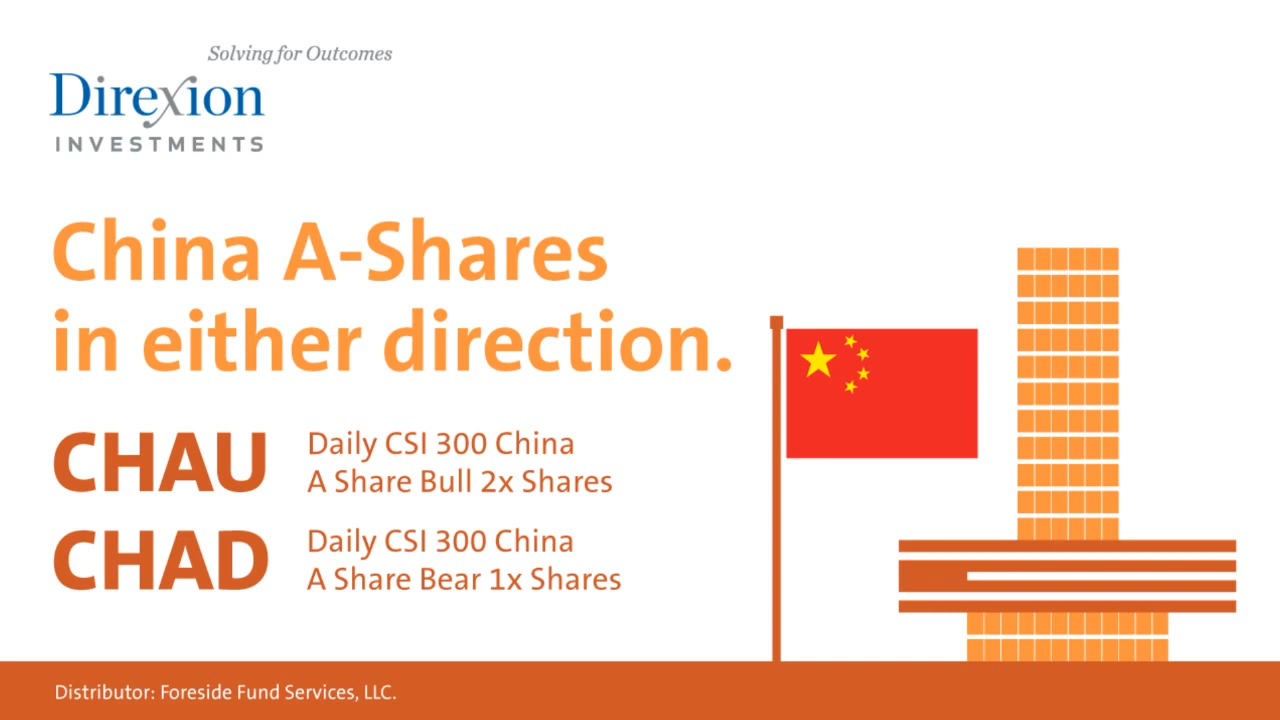 Solving for Outcomes
Direxion
INVESTMENTS
China A-Shares
in either direction.
CHAU
Daily CSI 300 China
A Share Bull 2x Shares
CHAD
Daily CSI 300 China
A Share Bear 1x Shares
Distributor: Foreside Fund Services, LLC.